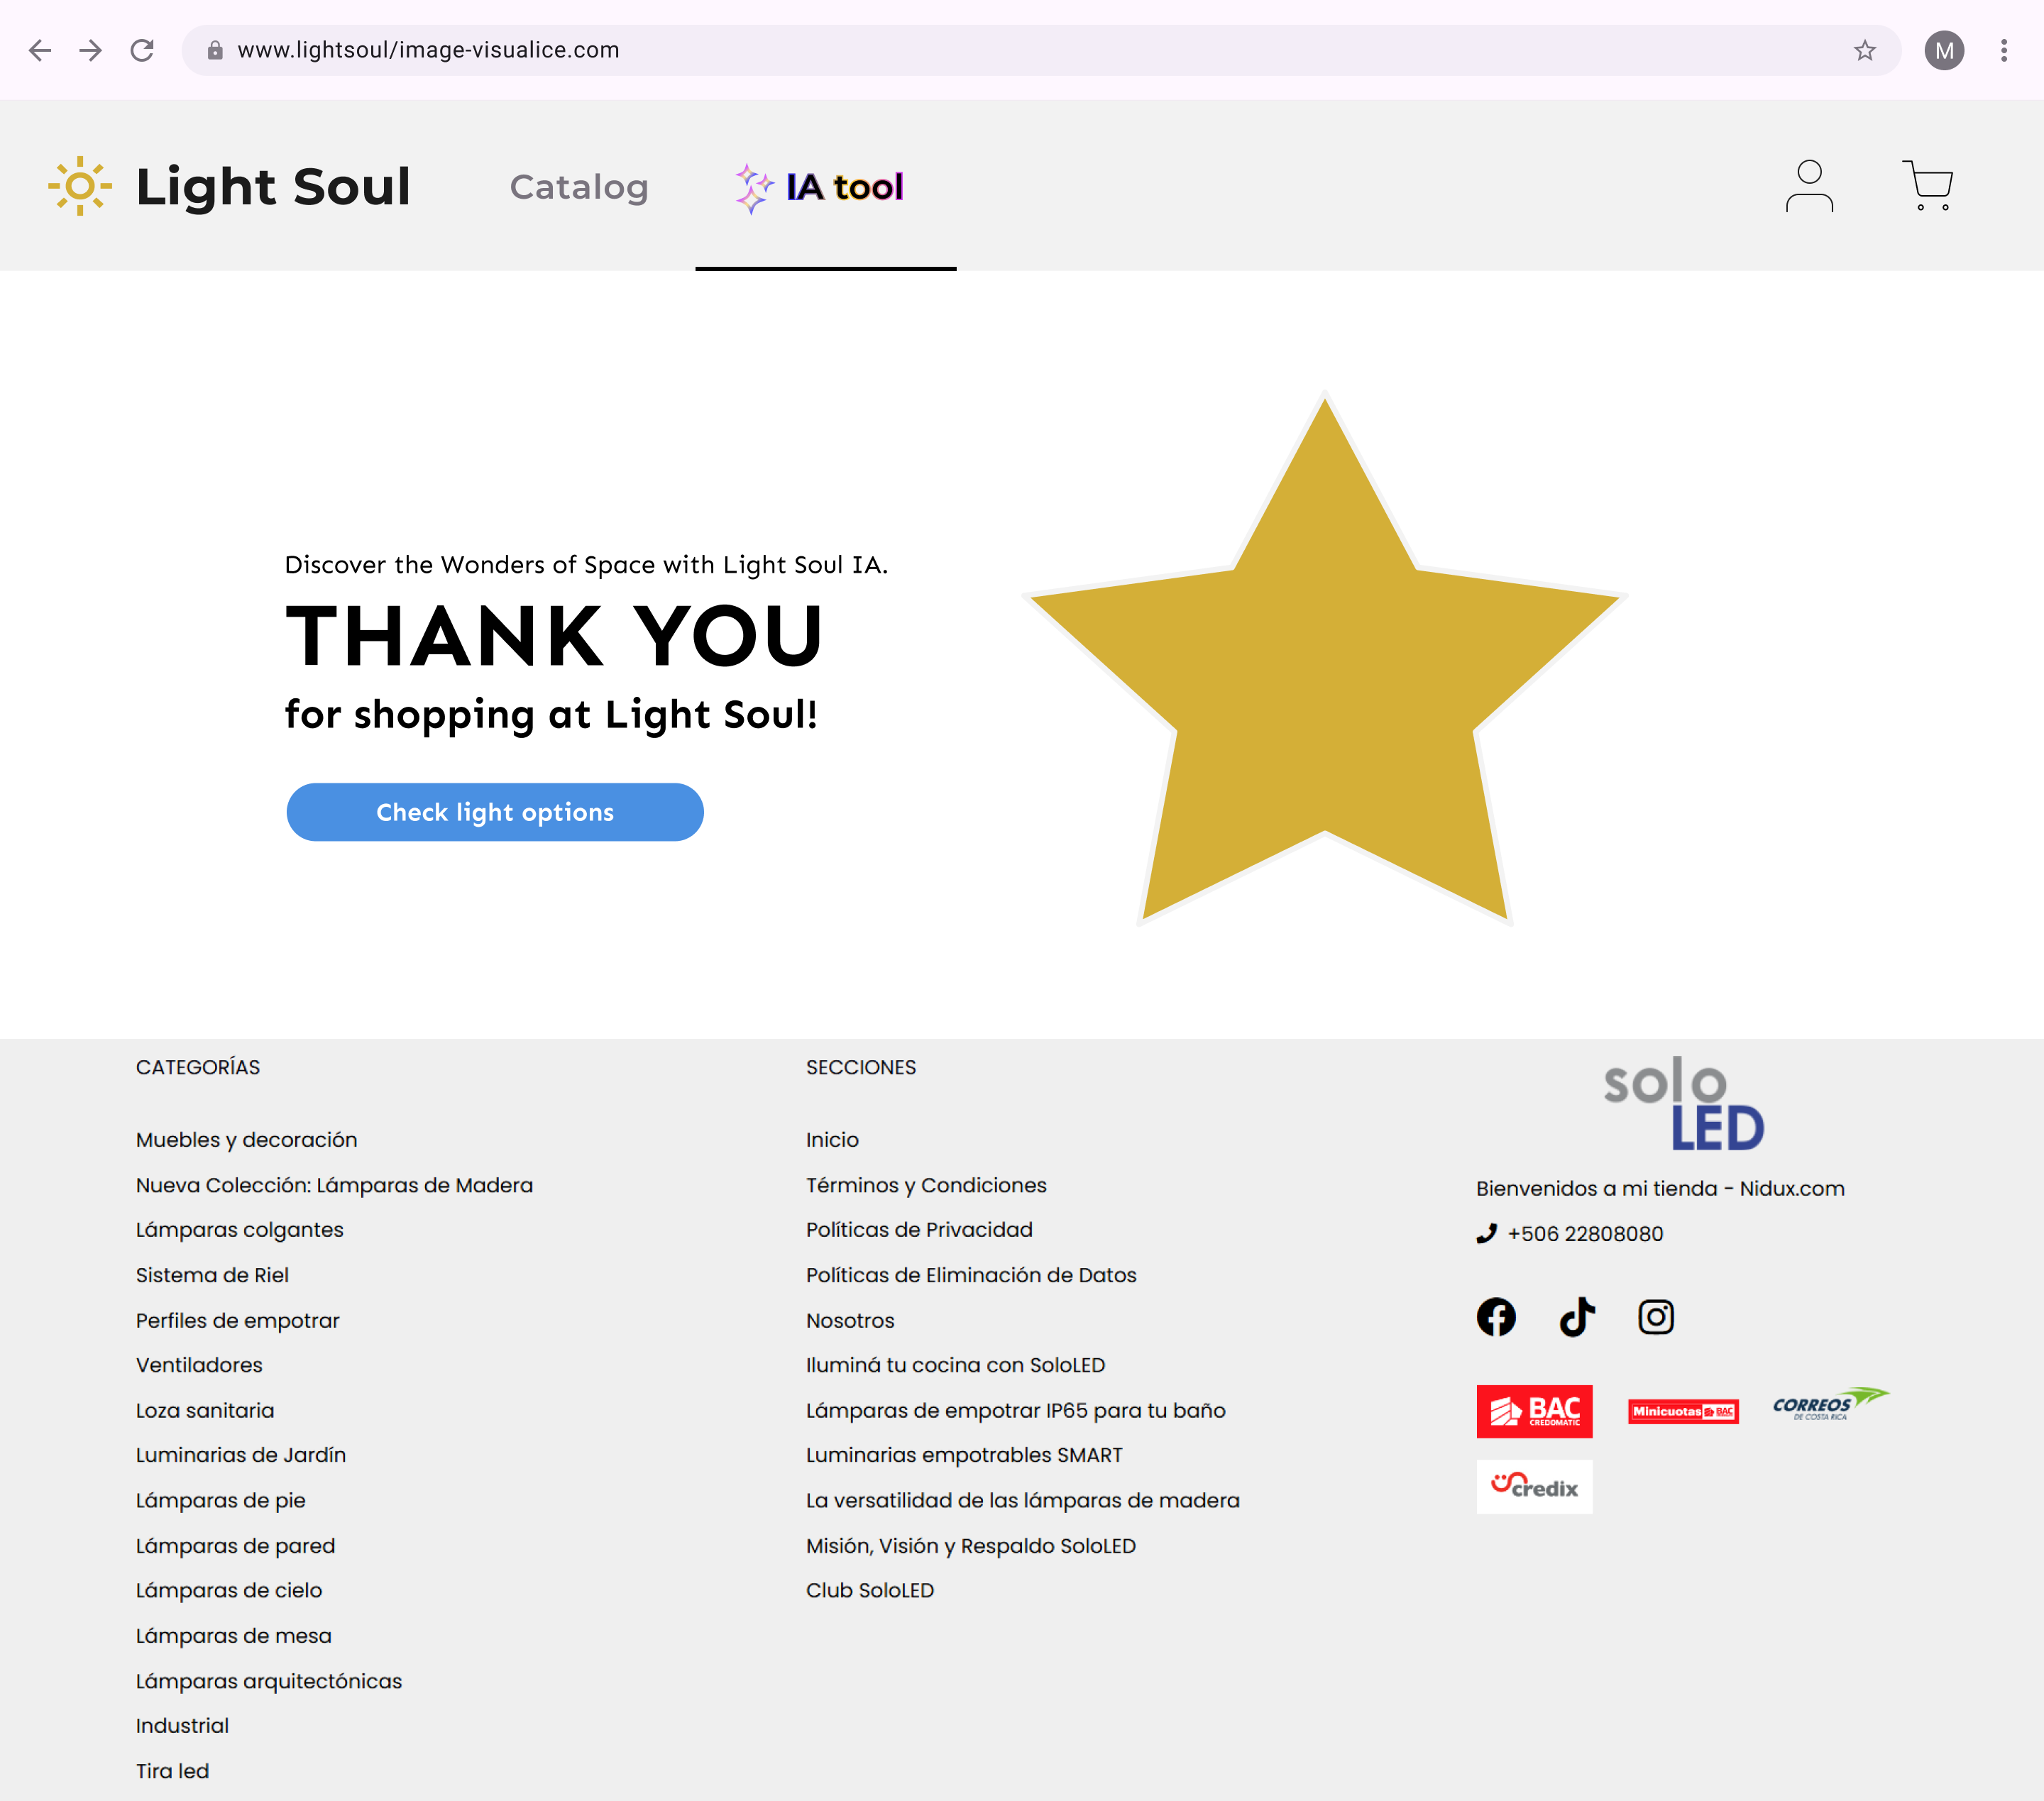 www.lightsoul/image-visualice.com
M
Light Soul
Catalog
IA tool
Discover the Wonders of Space with Light Soul IA.
THANK YOU
for shopping at Light Soul!
Check light options
CATEGORÍAS
Muebles y decoración
Nueva Colección: Lámparas de Madera
Lámparas colgantes
Sistema de Riel
Perfiles de empotrar
Ventiladores
Loza sanitaria
Luminarias de Jardín
Lámparas de pie
Lámparas de pared
Lámparas de cielo
Lámparas de mesa
Lámparas arquitectónicas
Industrial
Tira led
SECCIONES
Inicio
Términos y Condiciones
Políticas de Privacidad
Políticas de Eliminación de Datos
Nosotros
Iluminá tu cocina con SoloLED
Lámparas de empotrar IP65 para tu baño
Luminarias empotrables SMART
La versatilidad de las lámparas de madera
Misión, Visión y Respaldo SoloLED
Club SoloLED
solo
LED
Bienvenidos a mi tienda - Nidux.com
+506 22808080
BAC
CREDOMATIC
Minicuotas BAC
CORREOS
DE COSTA RICA
credix